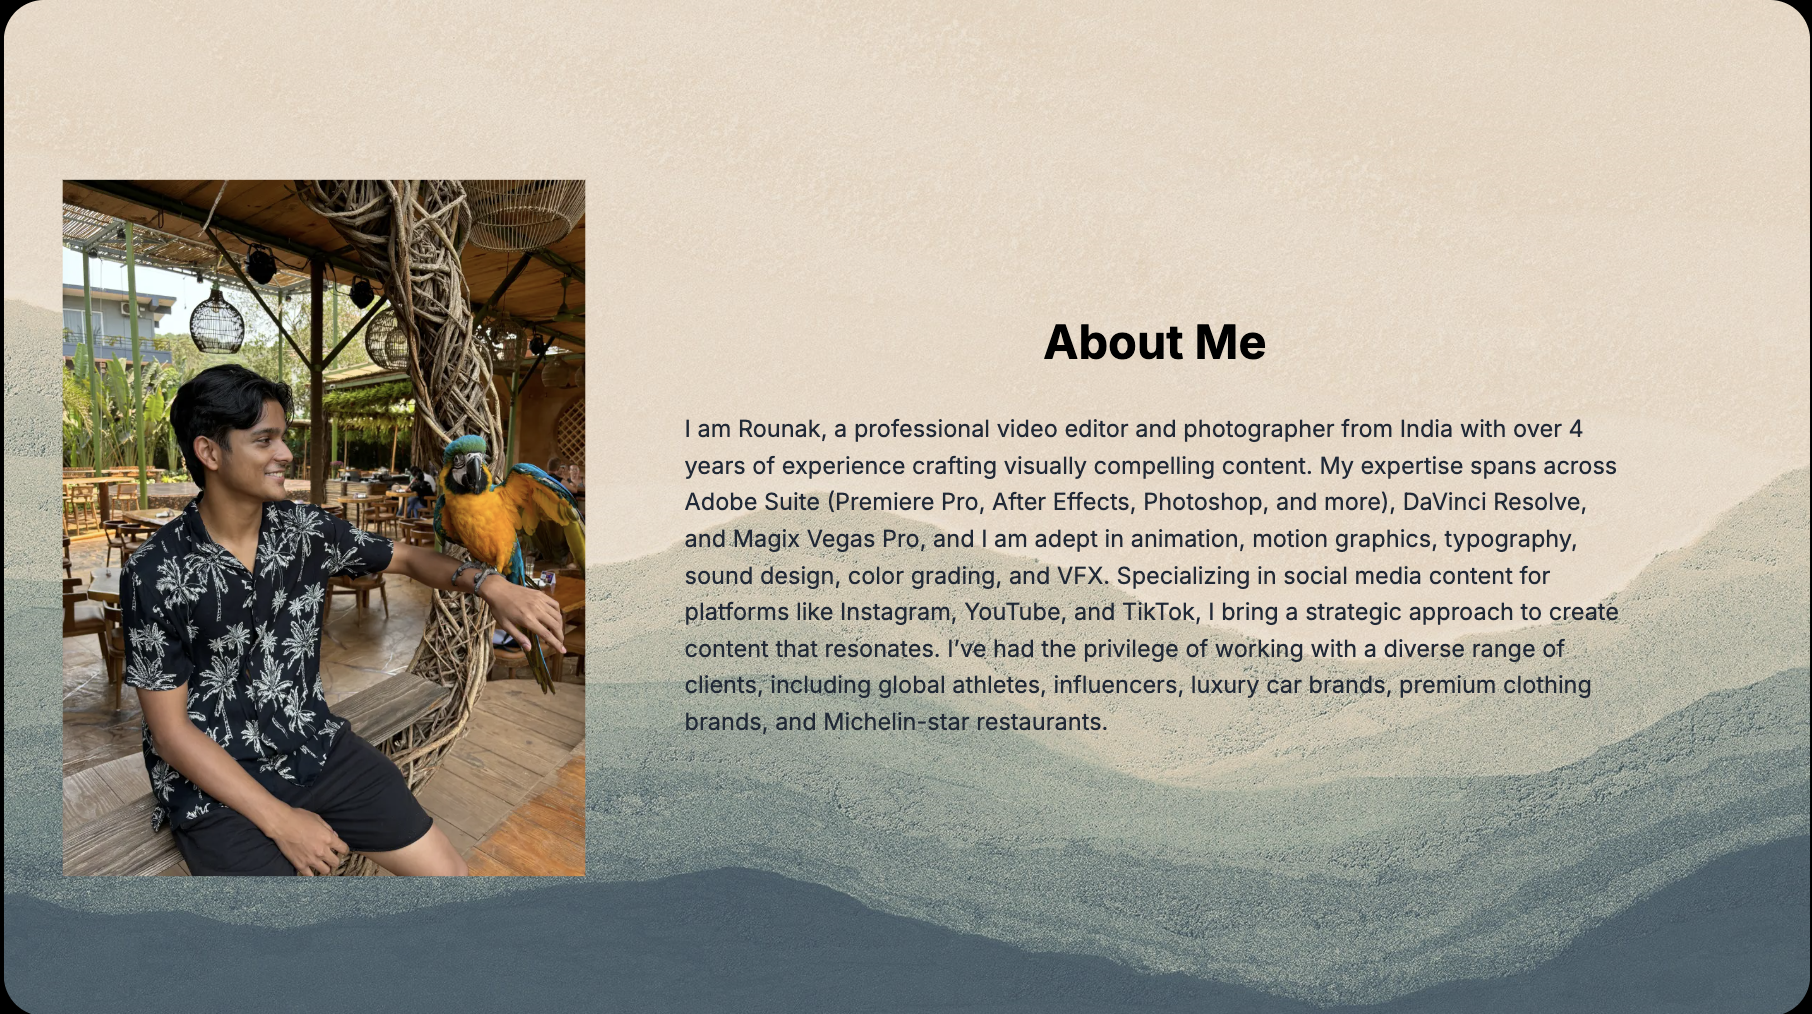 About Me
I am Rounak, a professional video editor and photographer from India with over 4
years of experience crafting visually compelling content. My expertise spans across
Adobe Suite (Premiere Pro, After Effects, Photoshop, and more), DaVinci Resolve,
and Magix Vegas Pro, and I am adept in animation, motion graphics, typography,
sound design, color grading, and VFX. Specializing in social media content for
platforms like Instagram, YouTube, and TikTok, I bring a strategic approach to create
content that resonates. I’ve had the privilege of working with a diverse range of
clients, including global athletes, influencers, luxury car brands, premium clothing
brands, and Michelin-star restaurants.